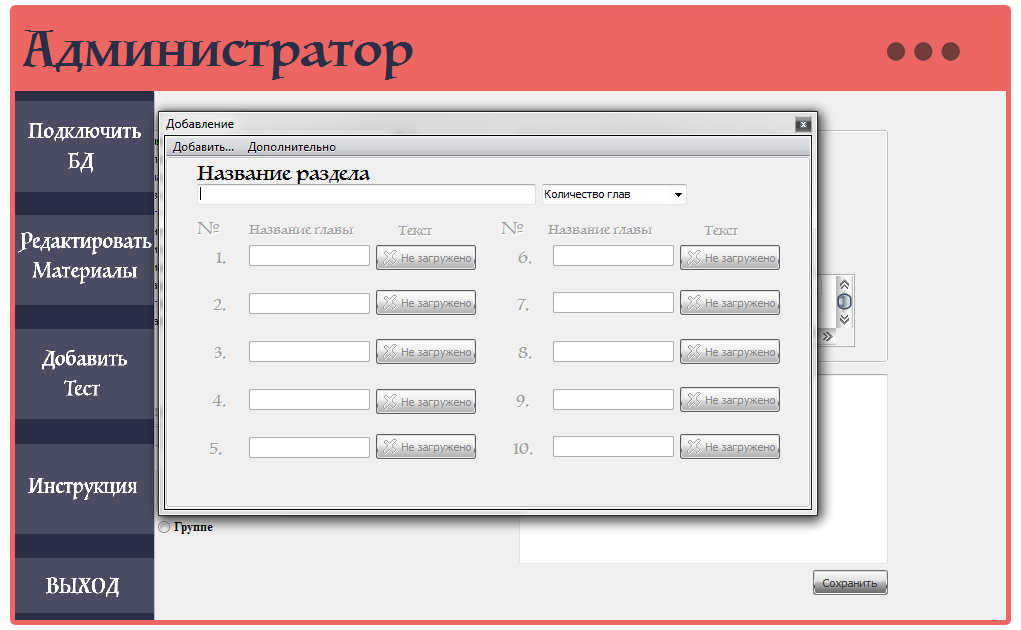 Администратор
Подключить
БД
Редактировать
Материалы
Добавить
Тест
Инструкция
ВЫХОД
Добавление
Добавить... Дополнительно
Название раздела
Количество глав
№ Название главы Текст № Название главы Текст
1. Не загружено 6. Не загружено
2. Не загружено 7. Не загружено
3. Не загружено 8. Не загружено
4. Не загружено 9. Не загружено
5. Не загружено 10. Не загружено
Группе
Сохранить